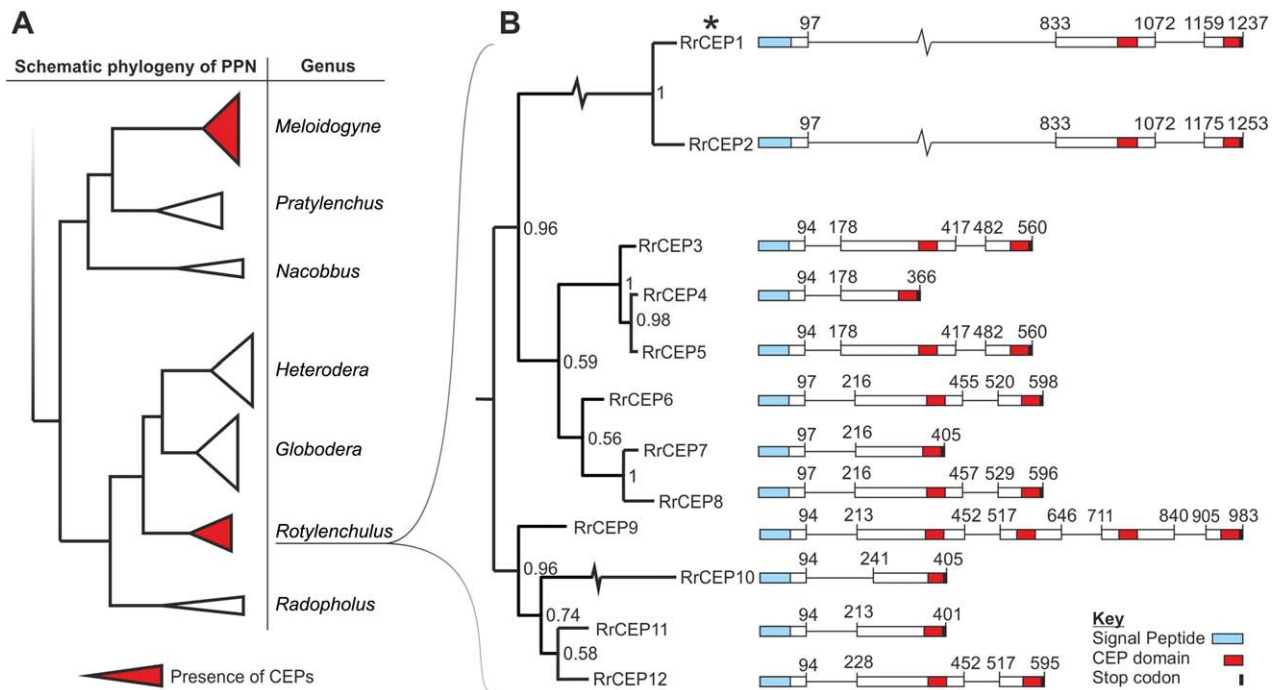 A
Schematic phylogeny of PPN Genus
Meloidogyne
Pratylenchus
Nacobbus
Heterodera
Globodera
Rotylenchulus
Radopholus
Presence of CEPs
B
*
RrCEP1 97 833 1072 1159 1237
1
RrCEP2 97 833 1072 1175 1253
0.96
RrCEP3 94 178 417 482 560
1
RrCEP4 94 178 366
0.98
RrCEP5 94 178 417 482 560
0.59
RrCEP6 97 216 455 520 598
0.56
RrCEP7 97 216 405
1
RrCEP8 97 216 457 529 596
RrCEP9 94 213 452 517 646 711 840 905 983
0.96
RrCEP10 94 241 405
0.74
RrCEP11 94 213 401
0.58
RrCEP12 94 228 452 517 595
Key
Signal Peptide
CEP domain
Stop codon